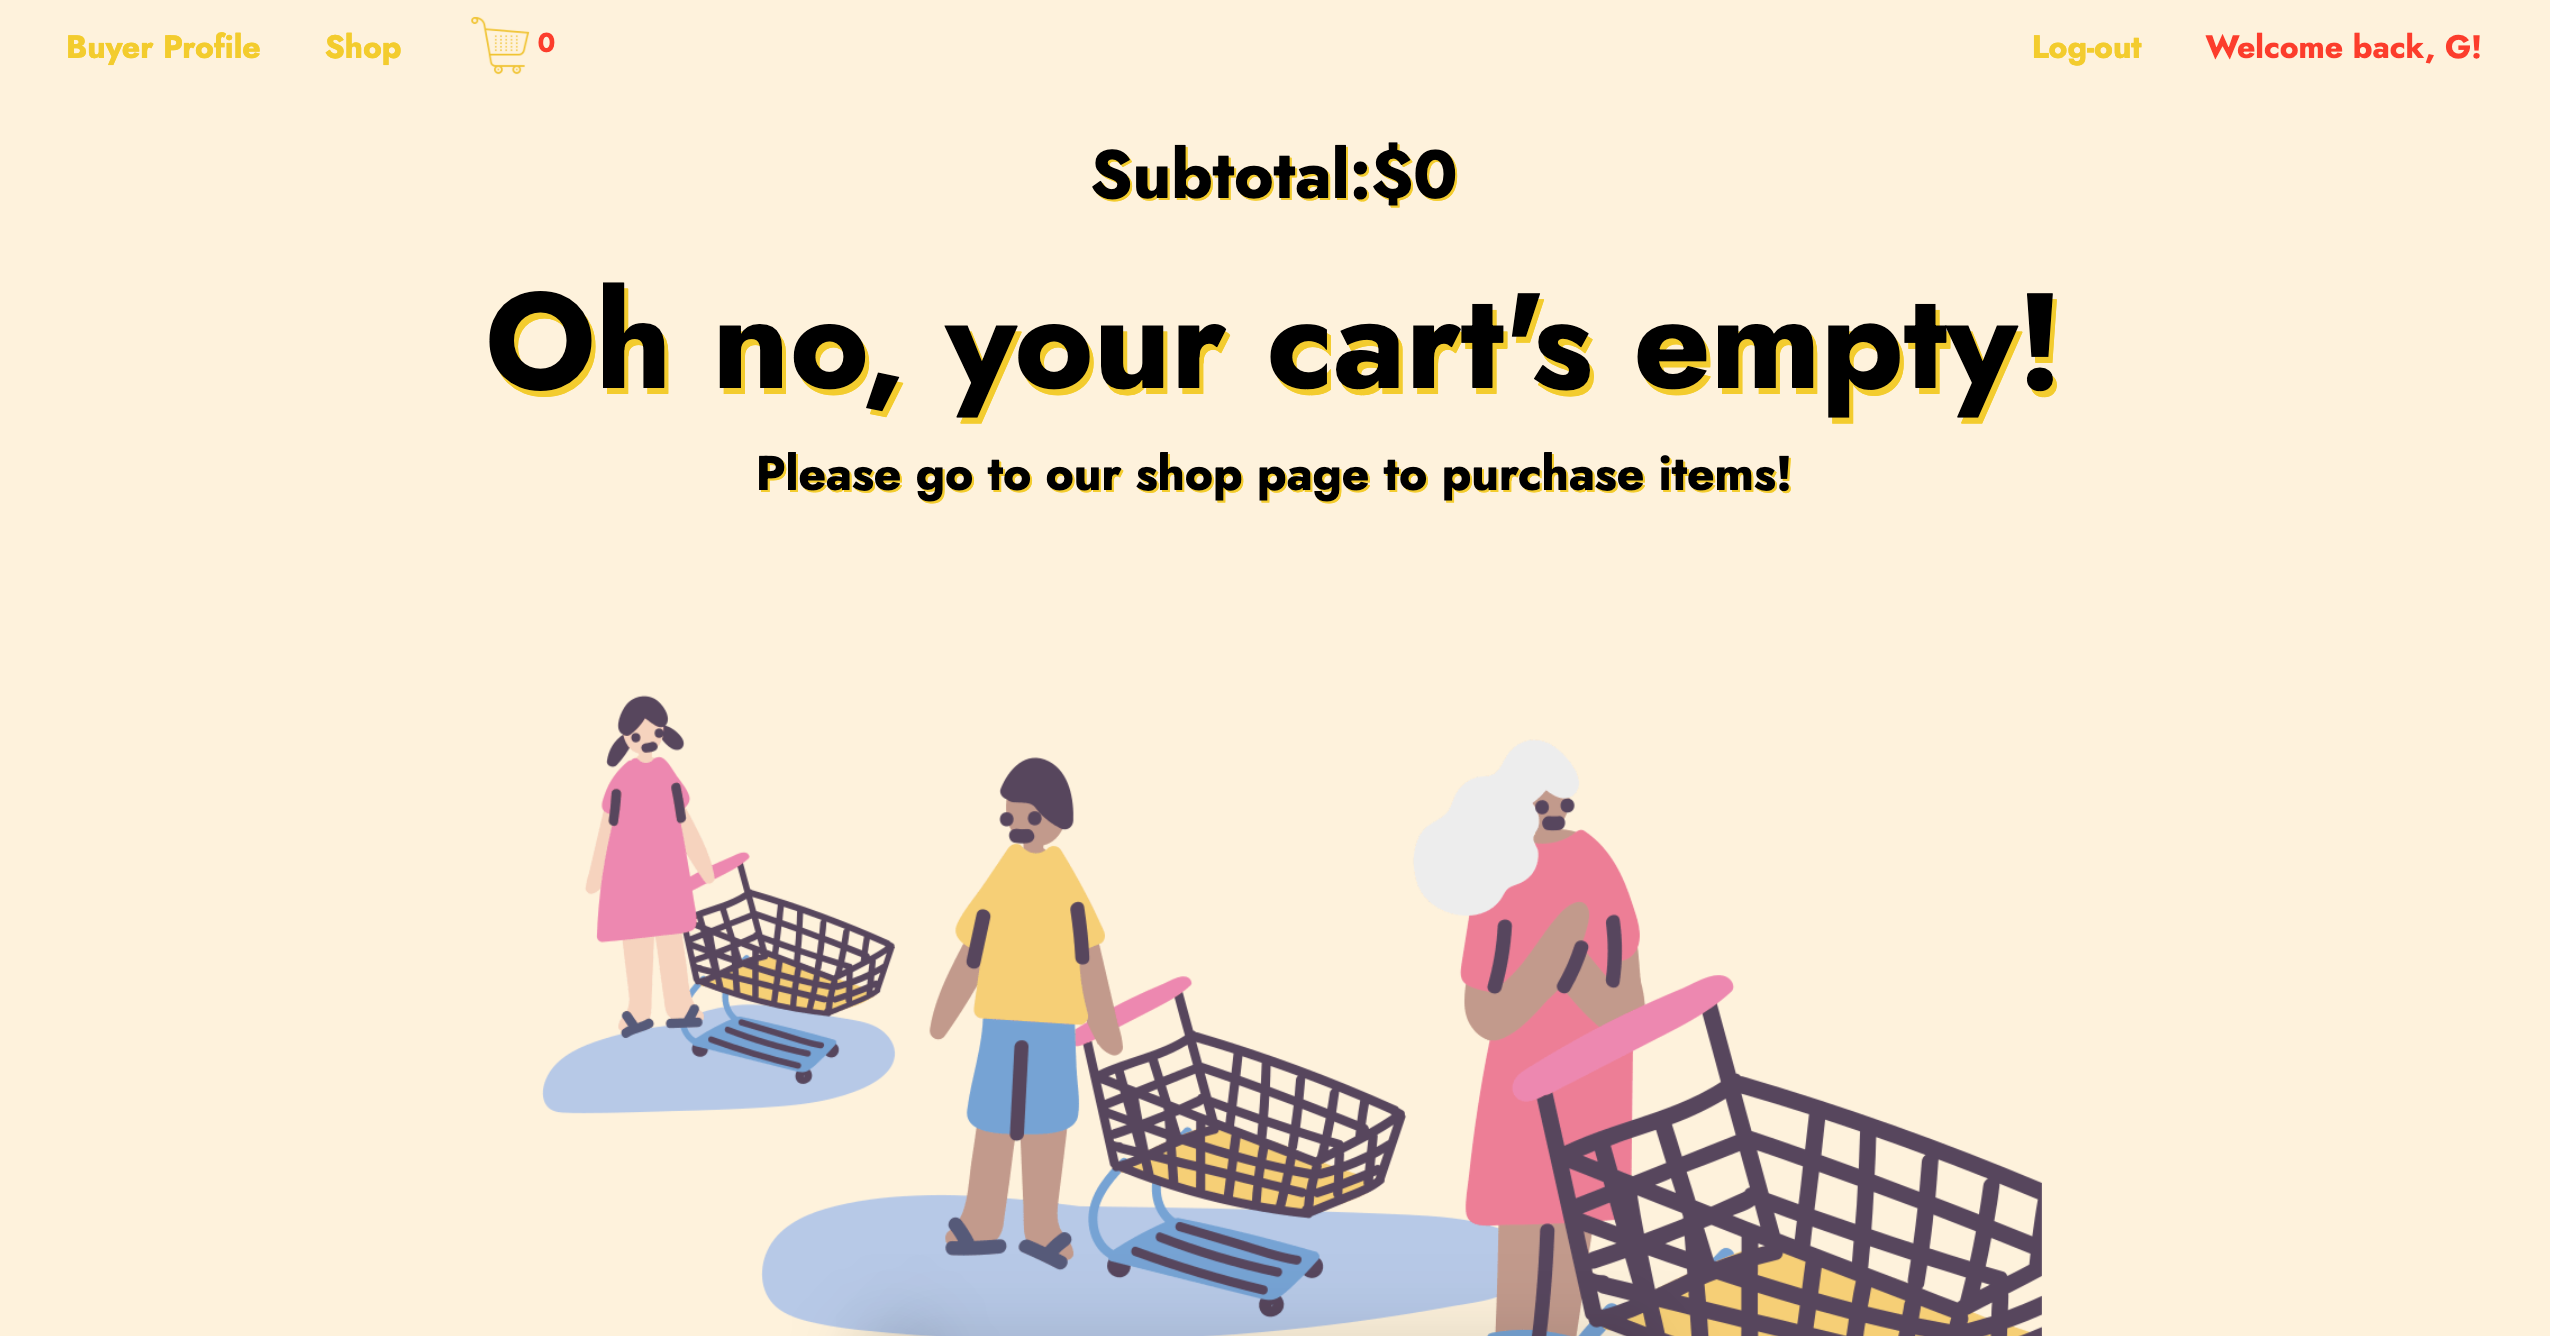 Buyer Profile Shop 0 Log-out Welcome back, G!
Subtotal:$0
Oh no, your cart's empty!
Please go to our shop page to purchase items!